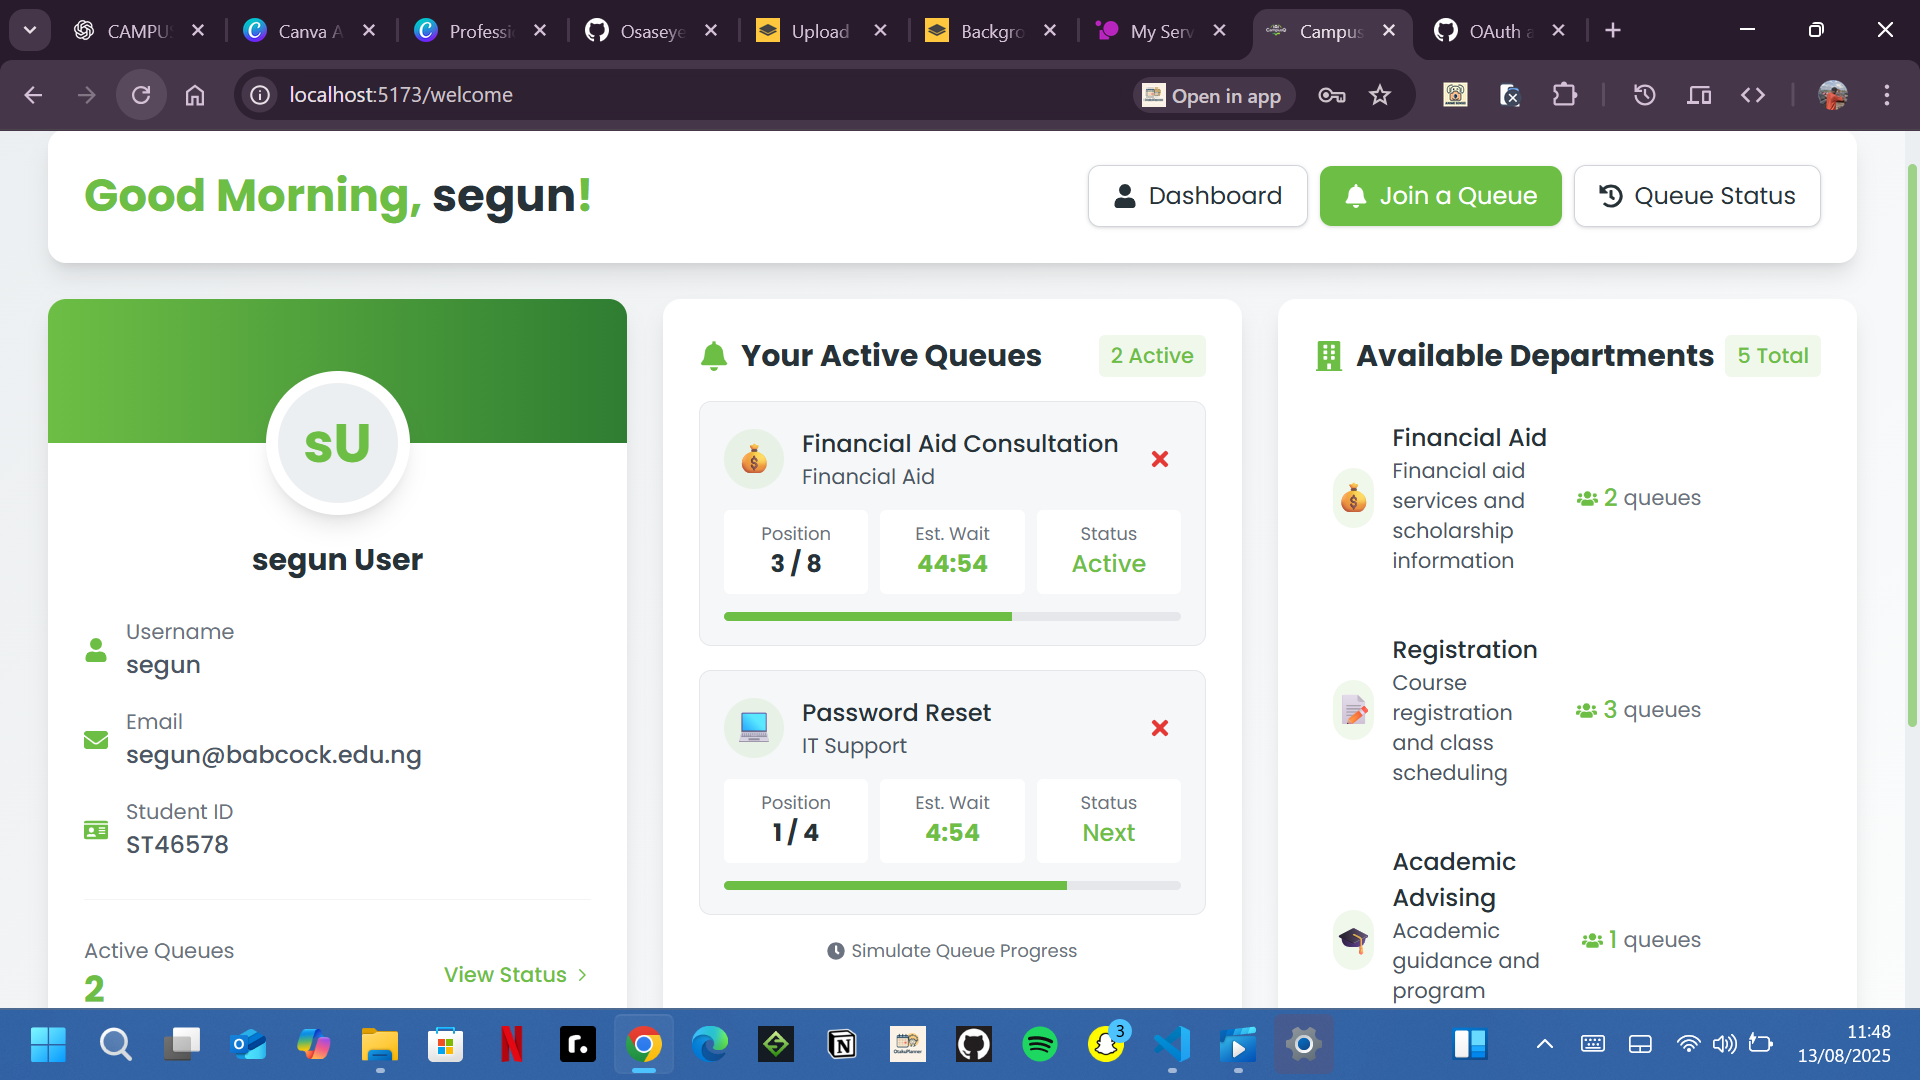 CAMPUS
Canva A
Professi
Osaseye
Upload
Backgro
My Serv
Campus
OAuth a
localhost:5173/welcome
Open in app
Good Morning, segun!
Dashboard
Join a Queue
Queue Status
sU
segun User
Username
segun
Email
segun@babcock.edu.ng
Student ID
ST46578
Active Queues
2
View Status
Your Active Queues
2 Active
Financial Aid Consultation
Financial Aid
Position
3 / 8
Est. Wait
44:54
Status
Active
Password Reset
IT Support
Position
1 / 4
Est. Wait
4:54
Status
Next
Simulate Queue Progress
Available Departments
5 Total
Financial Aid
Financial aid
services and
scholarship
information
2 queues
Registration
Course
registration
and class
scheduling
3 queues
Academic
Advising
Academic
guidance and
program
1 queues
3
11:48
13/08/2025